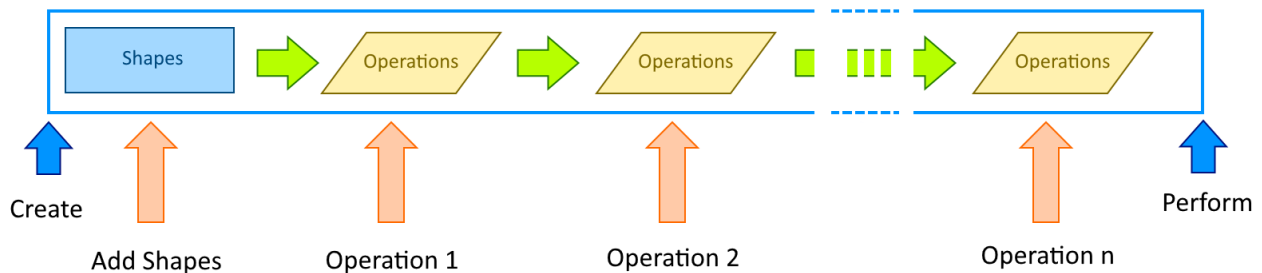 Shapes
Operations
Operations
Operations
Create
Perform
Add Shapes
Operation 1
Operation 2
Operation n